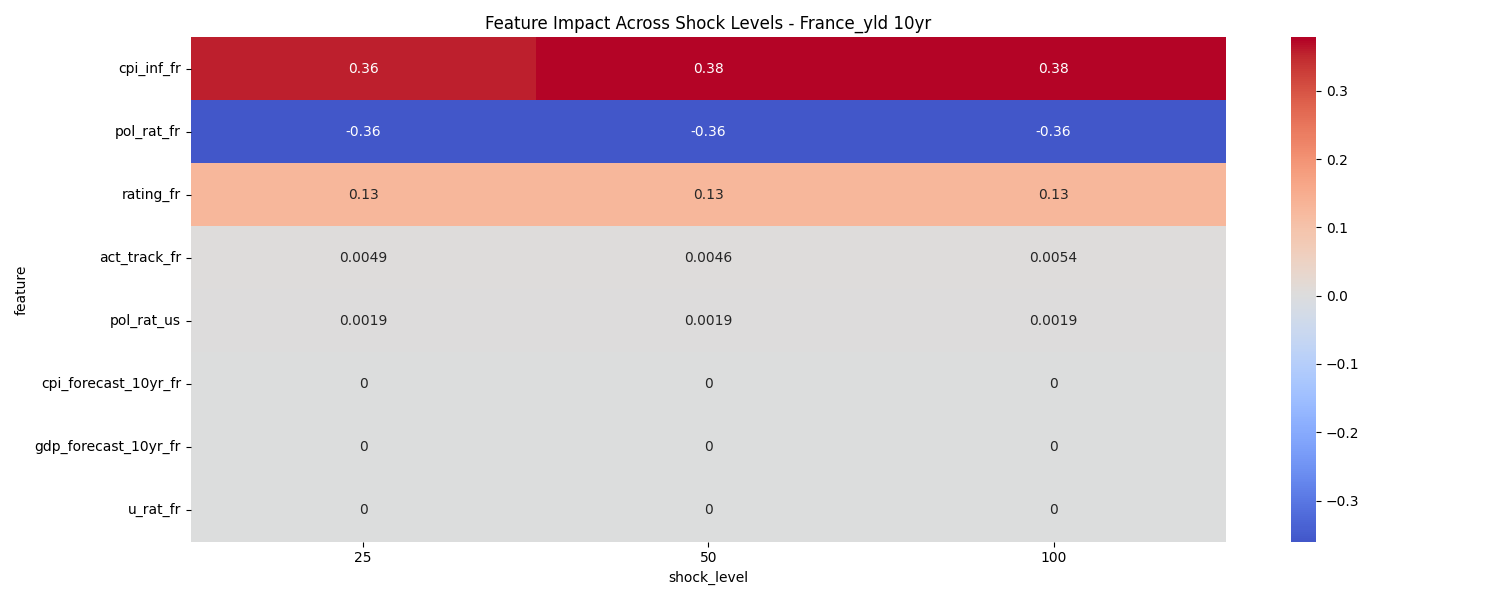 Feature Impact Across Shock Levels - France_yld 10yr
feature
cpi_inf_fr 0.36 0.38 0.38
pol_rat_fr -0.36 -0.36 -0.36
rating_fr 0.13 0.13 0.13
act_track_fr 0.0049 0.0046 0.0054
pol_rat_us 0.0019 0.0019 0.0019
cpi_forecast_10yr_fr 0 0 0
gdp_forecast_10yr_fr 0 0 0
u_rat_fr 0 0 0
25 50 100
shock_level
0.3
0.2
0.1
0.0
−0.1
−0.2
−0.3